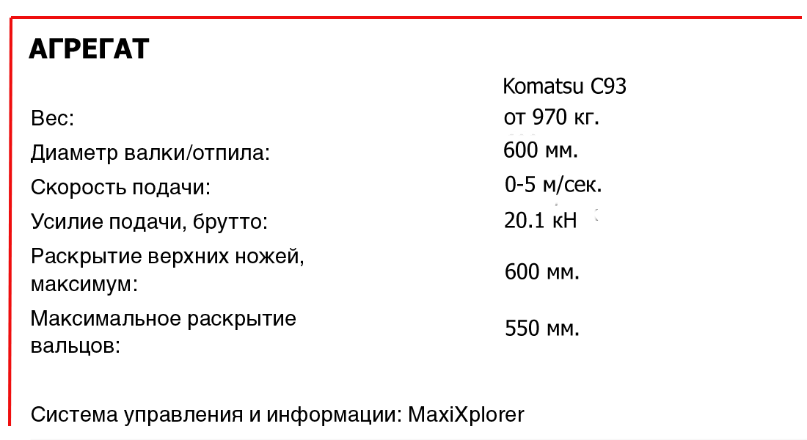 АГРЕГАТ
Komatsu C93
Вес: от 970 кг.
Диаметр валки/отпила: 600 мм.
Скорость подачи: 0-5 м/сек.
Усилие подачи, брутто: 20.1 кН
Раскрытие верхних ножей,
максимум: 600 мм.
Максимальное раскрытие
вальцов: 550 мм.
Система управления и информации: MaxiXplorer